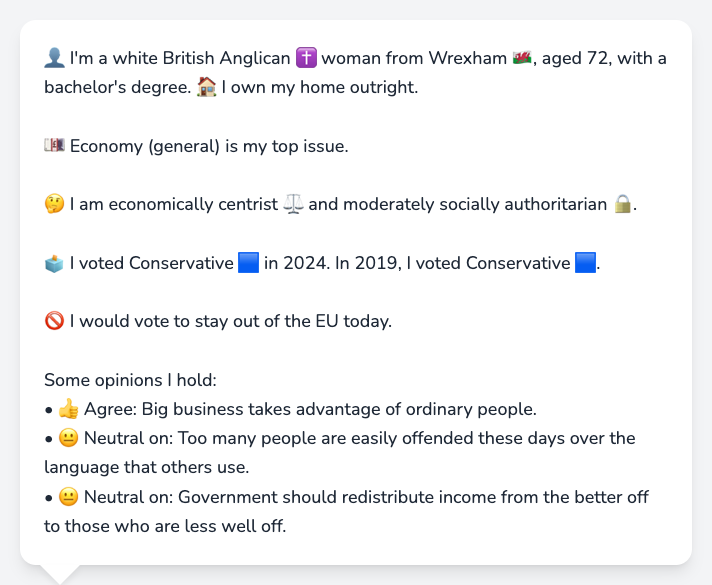 👤 I'm a white British Anglican ✝️ woman from Wrexham 🏴󠁧󠁢󠁷󠁬󠁳󠁿, aged 72, with a
bachelor's degree. 🏠 I own my home outright.
💷 Economy (general) is my top issue.
🤔 I am economically centrist ⚖️ and moderately socially authoritarian 🔒.
🗳️ I voted Conservative 🟦 in 2024. In 2019, I voted Conservative 🟦.
🚫 I would vote to stay out of the EU today.
Some opinions I hold:
• 👍 Agree: Big business takes advantage of ordinary people.
• 😐 Neutral on: Too many people are easily offended these days over the
language that others use.
• 😐 Neutral on: Government should redistribute income from the better off
to those who are less well off.